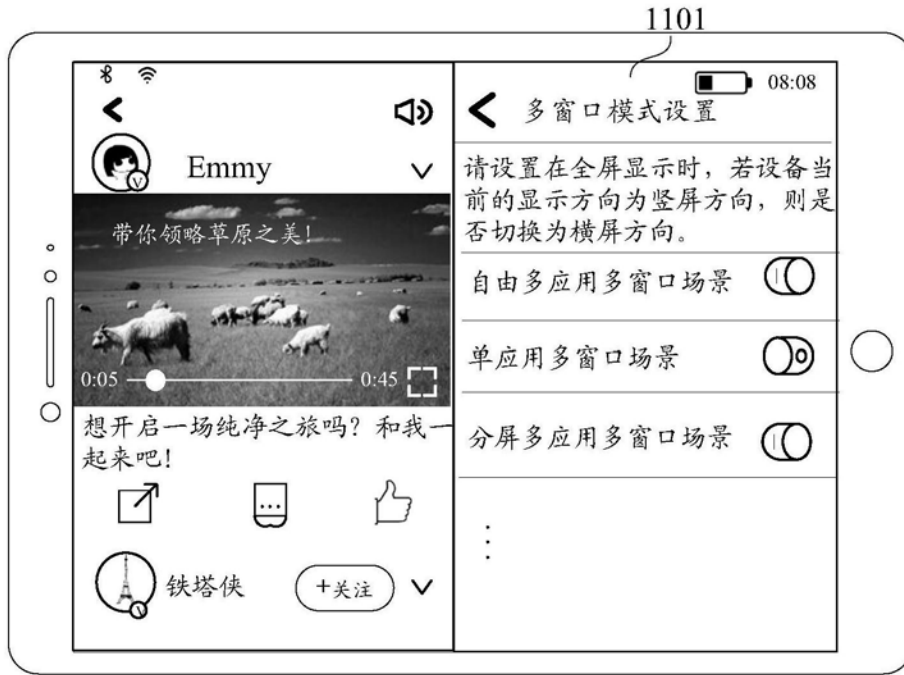 1101
08:08
Emmy
带你领略草原之美!
0:05
0:45
想开启一场纯净之旅吗? 和我一
起来吧!
铁塔侠
+关注
多窗口模式设置
请设置在全屏显示时, 若设备当
前的显示方向为竖屏方向, 则是
否切换为横屏方向。
自由多应用多窗口场景
单应用多窗口场景
分屏多应用多窗口场景